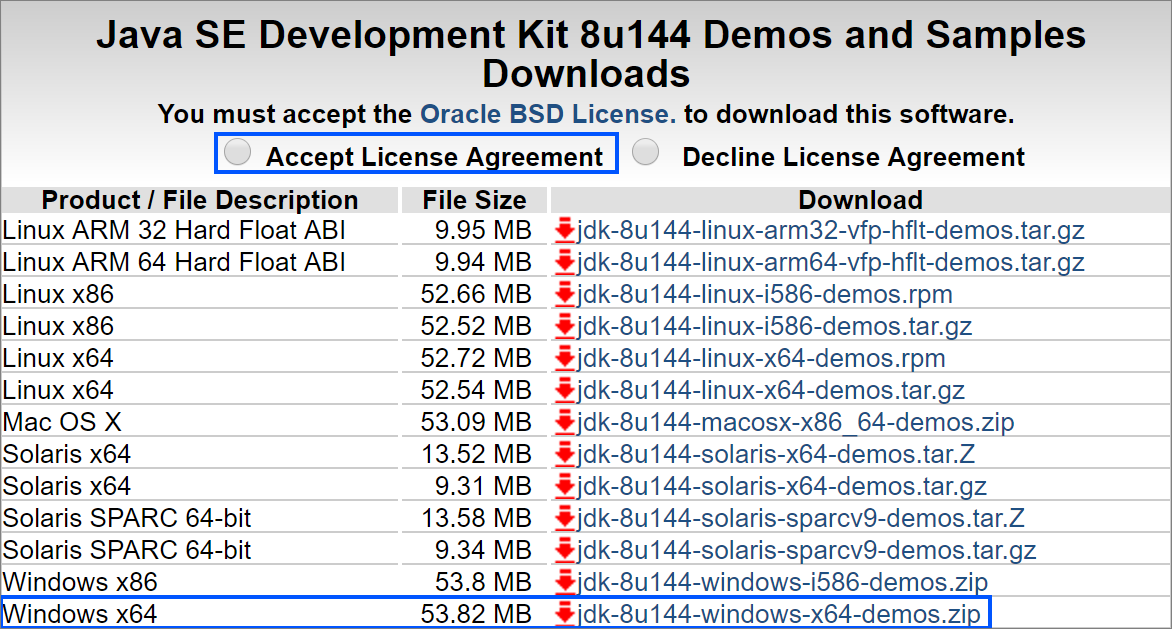 Java SE Development Kit 8u144 Demos and Samples
Downloads
You must accept the Oracle BSD License. to download this software.
Accept License Agreement Decline License Agreement
Product / File Description File Size Download
Linux ARM 32 Hard Float ABI 9.95 MB jdk-8u144-linux-arm32-vfp-hflt-demos.tar.gz
Linux ARM 64 Hard Float ABI 9.94 MB jdk-8u144-linux-arm64-vfp-hflt-demos.tar.gz
Linux x86 52.66 MB jdk-8u144-linux-i586-demos.rpm
Linux x86 52.52 MB jdk-8u144-linux-i586-demos.tar.gz
Linux x64 52.72 MB jdk-8u144-linux-x64-demos.rpm
Linux x64 52.54 MB jdk-8u144-linux-x64-demos.tar.gz
Mac OS X 53.09 MB jdk-8u144-macosx-x86_64-demos.zip
Solaris x64 13.52 MB jdk-8u144-solaris-x64-demos.tar.Z
Solaris x64 9.31 MB jdk-8u144-solaris-x64-demos.tar.gz
Solaris SPARC 64-bit 13.58 MB jdk-8u144-solaris-sparcv9-demos.tar.Z
Solaris SPARC 64-bit 9.34 MB jdk-8u144-solaris-sparcv9-demos.tar.gz
Windows x86 53.8 MB jdk-8u144-windows-i586-demos.zip
Windows x64 53.82 MB jdk-8u144-windows-x64-demos.zip